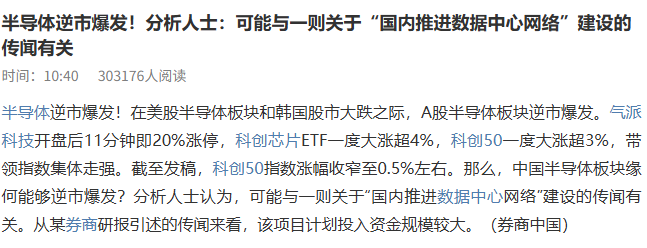 半导体逆市爆发！分析人士：可能与一则关于“国内推进数据中心网络”建设的
传闻有关
时间：10:40 303176人阅读
半导体逆市爆发！在美股半导体板块和韩国股市大跌之际，A股半导体板块逆市爆发。气派
科技开盘后11分钟即20%涨停，科创芯片ETF一度大涨超4%，科创50一度大涨超3%，带
领指数集体走强。截至发稿，科创50指数涨幅收窄至0.5%左右。那么，中国半导体板块缘
何能够逆市爆发？分析人士认为，可能与一则关于“国内推进数据中心网络”建设的传闻有
关。从某券商研报引述的传闻来看，该项目计划投入资金规模较大。（券商中国）